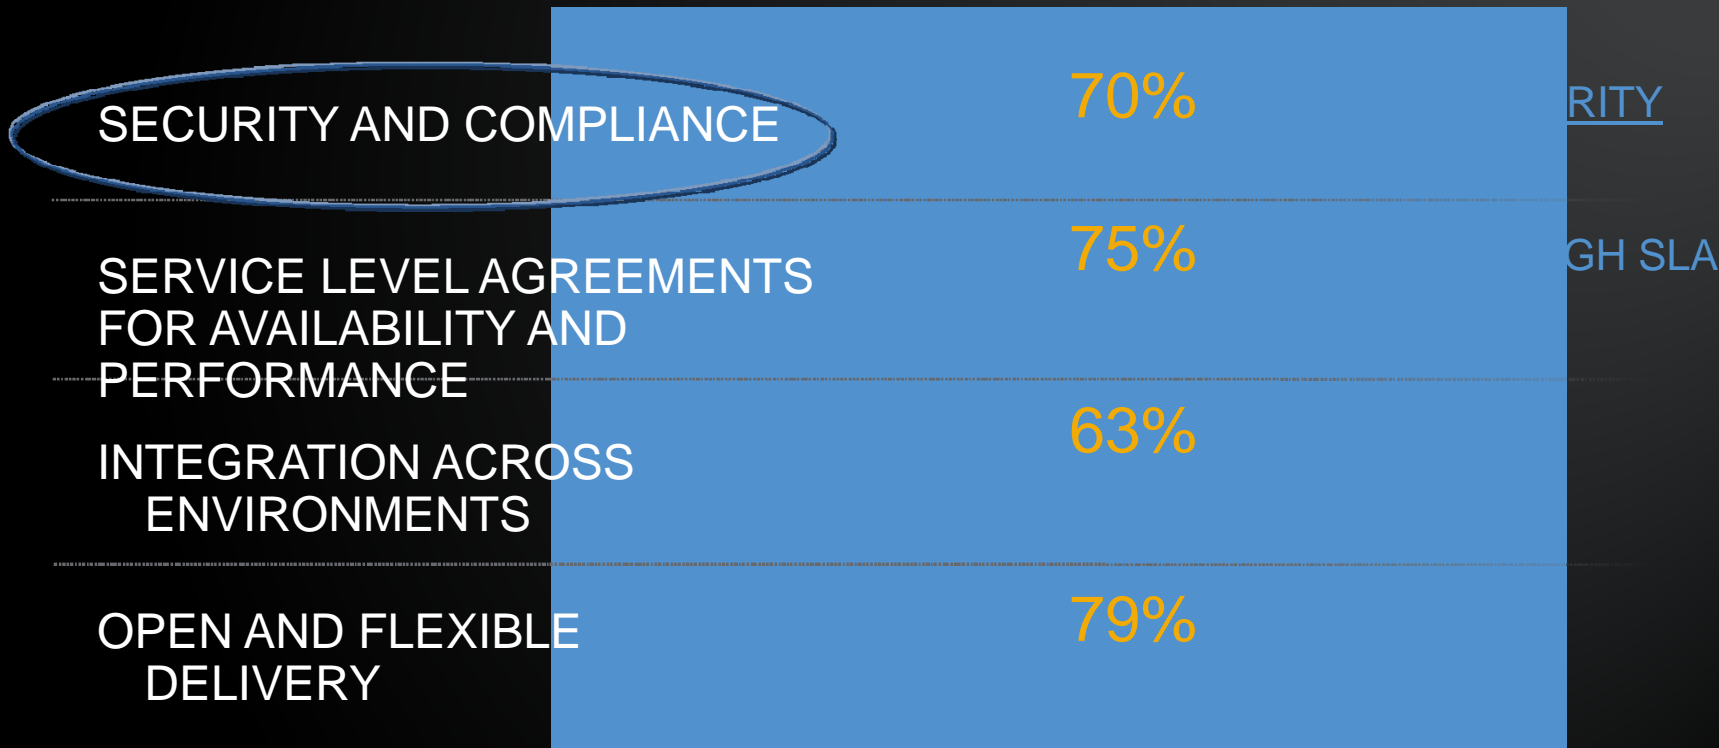 SECURITY AND COMPLIANCE
70%
RITY
SERVICE LEVEL AGREEMENTS
FOR AVAILABILITY AND
PERFORMANCE
75%
GH SLA
INTEGRATION ACROSS
ENVIRONMENTS
63%
OPEN AND FLEXIBLE
DELIVERY
79%